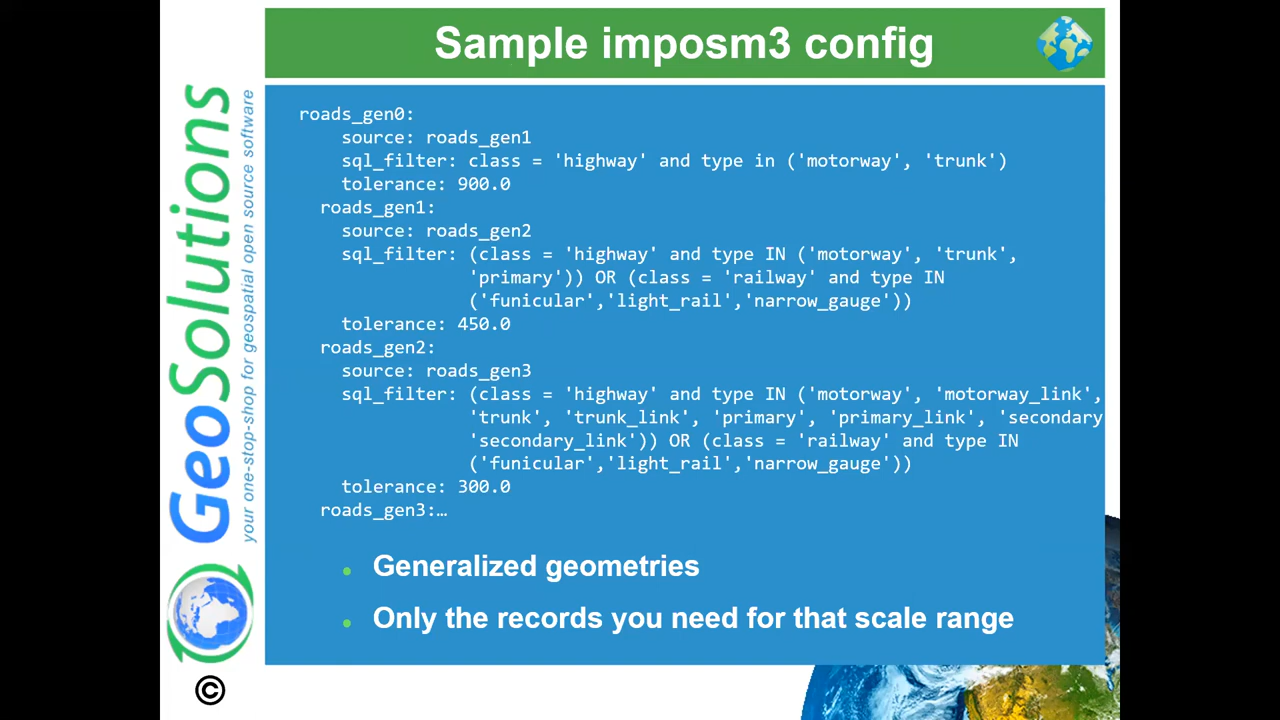 Sample imposm3 config
roads_gen0:
source: roads_gen1
sql_filter: class = 'highway' and type in ('motorway', 'trunk')
tolerance: 900.0
roads_gen1:
source: roads_gen2
sql_filter: (class = 'highway' and type IN ('motorway', 'trunk',
'primary')) OR (class = 'railway' and type IN
('funicular','light_rail','narrow_gauge'))
tolerance: 450.0
roads_gen2:
source: roads_gen3
sql_filter: (class = 'highway' and type IN ('motorway', 'motorway_link',
'trunk', 'trunk_link', 'primary', 'primary_link', 'secondary
'secondary_link')) OR (class = 'railway' and type IN
('funicular','light_rail','narrow_gauge'))
tolerance: 300.0
roads_gen3:…
Generalized geometries
Only the records you need for that scale range
GeoSolutions
your one-stop-shop for geospatial open source software
©